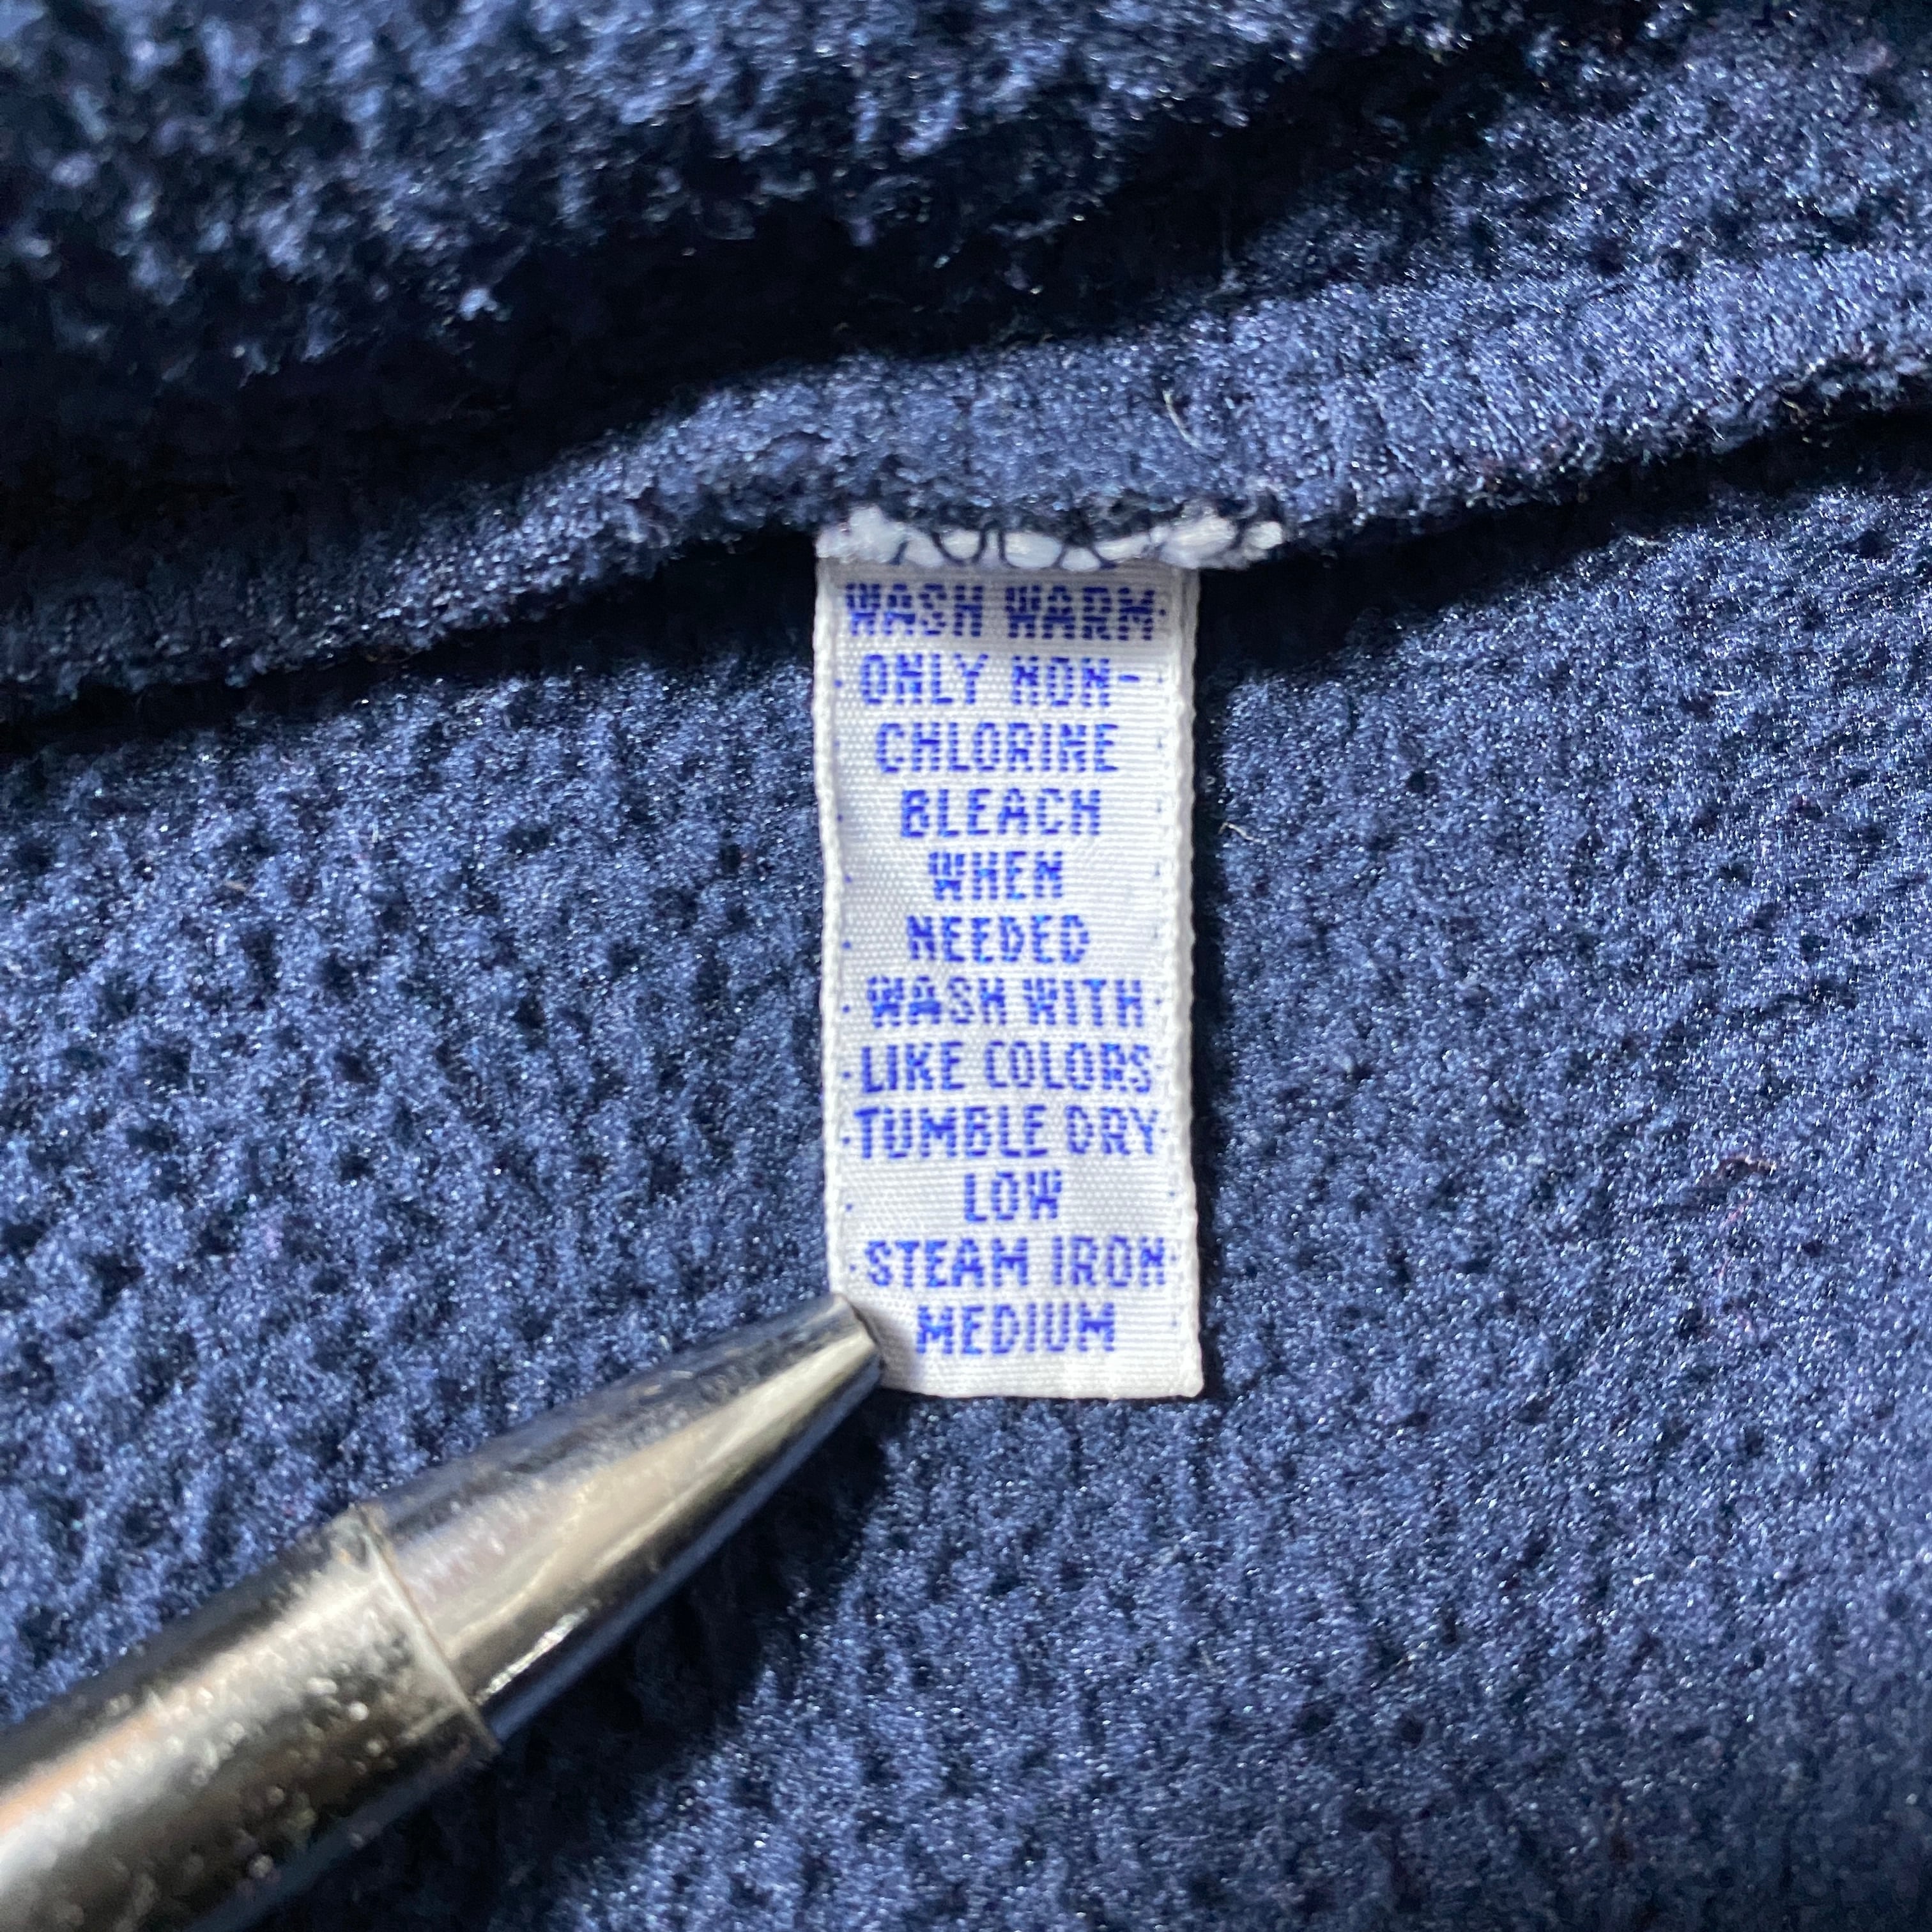 WASH WARM
ONLY NON-
CHLORINE
BLEACH
WHEN
NEEDED
WASH WITH
LIKE COLORS
TUMBLE DRY
LOW
STEAM IRON
MEDIUM